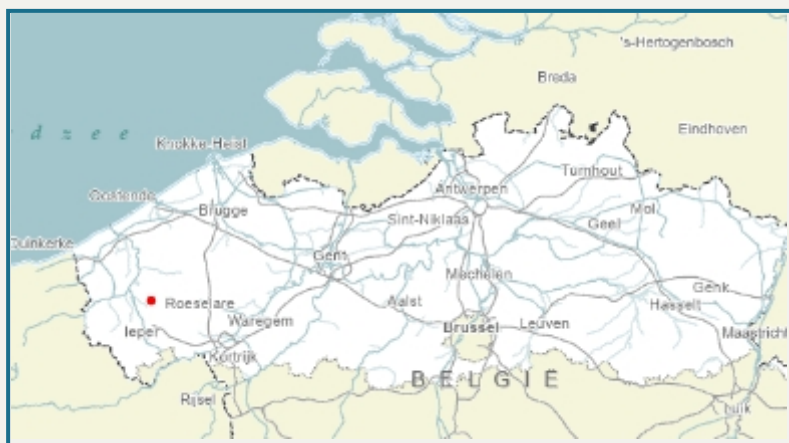 's-Hertogenbosch
Breda
d z e e
Eindhoven
Knokke-Heist
Turnhout
Antwerpen
Oostende
Brugge
Sint-Niklaas
Mol
Geel
Duinkerke
Gent
Mechelen
Genk
Roeselare
Aalst
Hasselt
Ieper
Waregem
Brussel
Leuven
Maastricht
Kortrijk
BELGIË
Rijsel
Luik